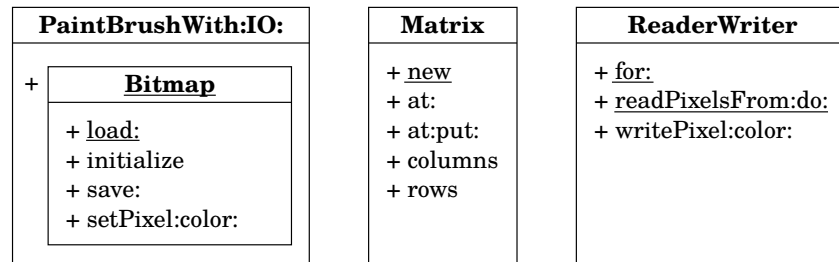 PaintBrushWith:IO:
+ Bitmap
+ load:
+ initialize
+ save:
+ setPixel:color:
Matrix
+ new
+ at:
+ at:put:
+ columns
+ rows
ReaderWriter
+ for:
+ readPixelsFrom:do:
+ writePixel:color: